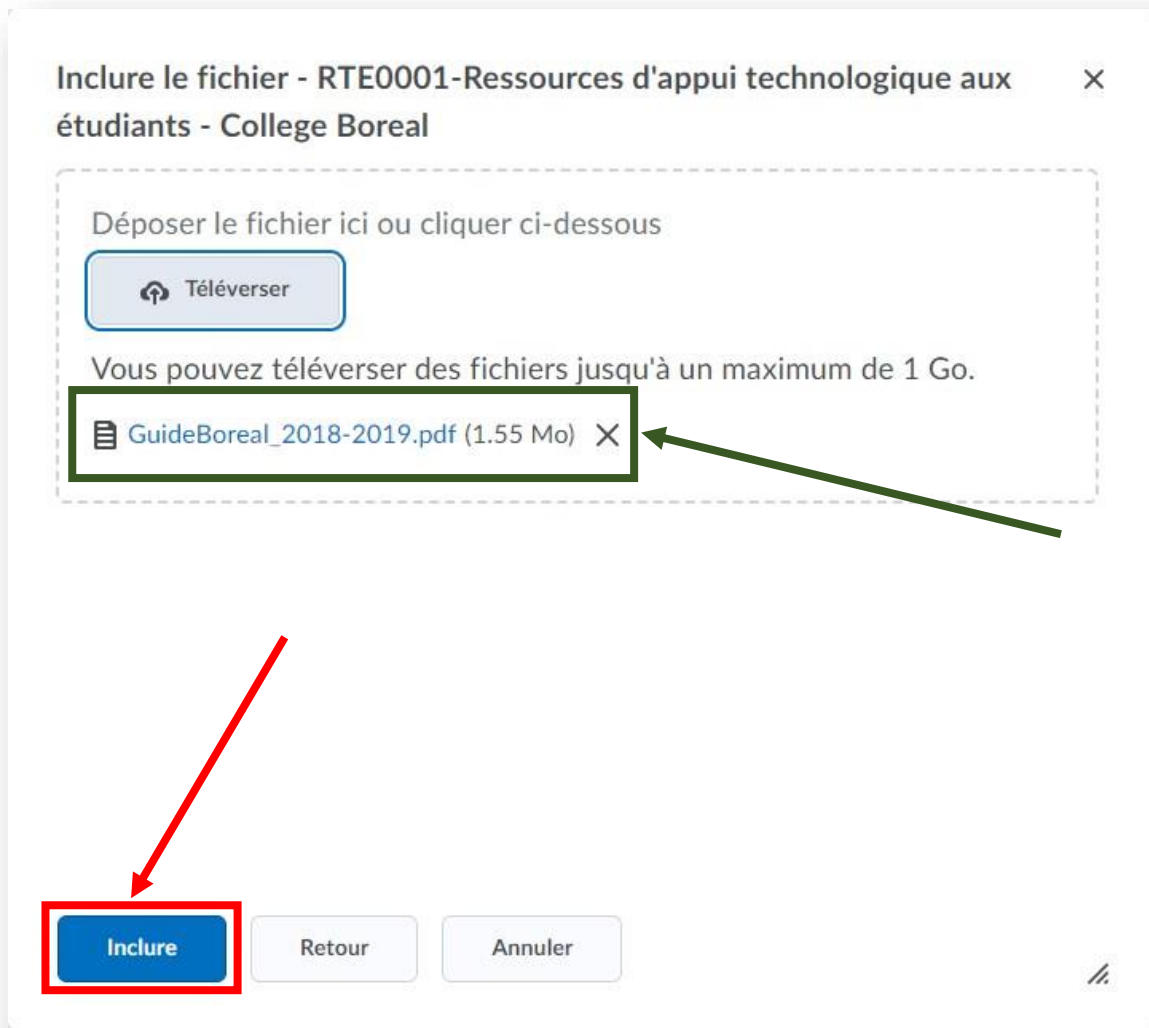 Inclure le fichier - RTE0001-Ressources d'appui technologique aux
étudiants - College Boreal
Déposer le fichier ici ou cliquer ci-dessous
Téléverser
Vous pouvez téléverser des fichiers jusqu'à un maximum de 1 Go.
GuideBoreal_2018-2019.pdf (1.55 Mo)
Inclure Retour Annuler